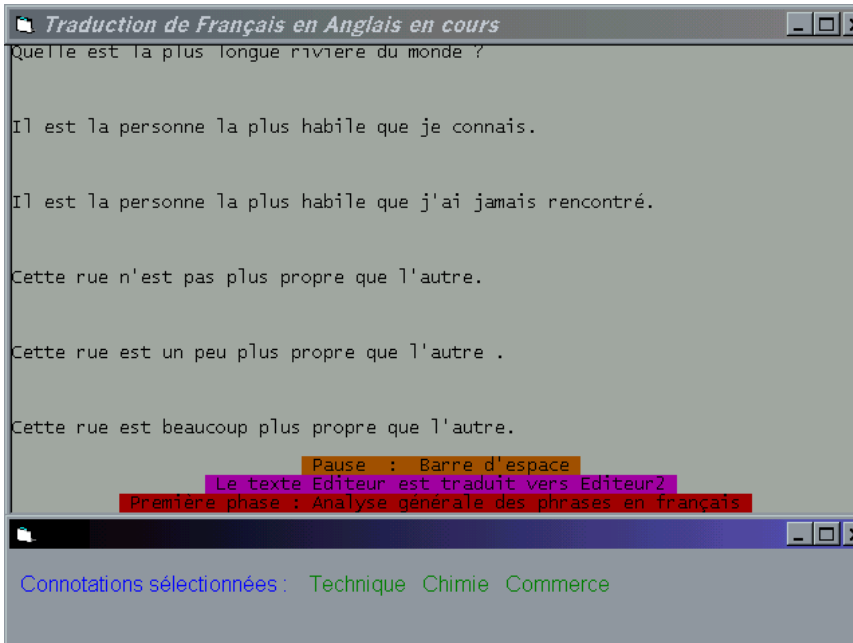 Traduction de Français en Anglais en cours
Quelle est la plus longue rivière du monde ?
Il est la personne la plus habile que je connais.
Il est la personne la plus habile que j'ai jamais rencontré.
Cette rue n'est pas plus propre que l'autre.
Cette rue est un peu plus propre que l'autre .
Cette rue est beaucoup plus propre que l'autre.
Pause : Barre d'espace
Le texte Editeur est traduit vers Editeur2
Première phase : Analyse générale des phrases en français
Connotations sélectionnées : Technique Chimie Commerce